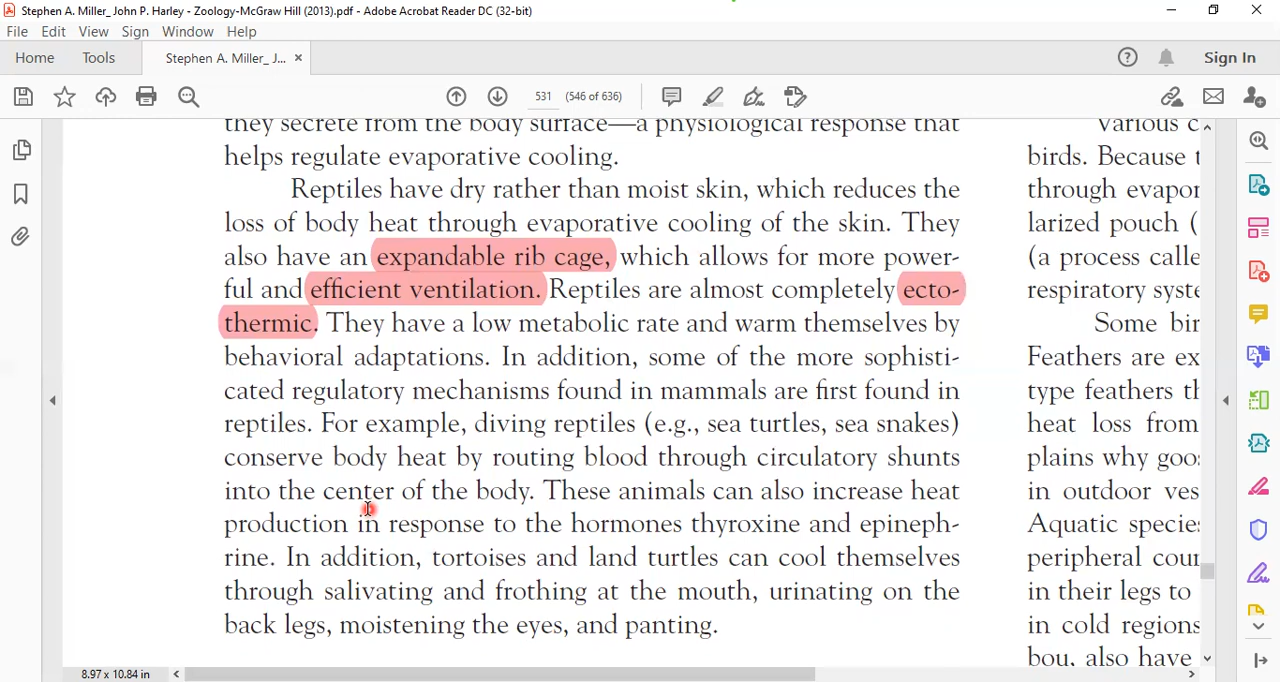 Stephen A. Miller_ John P. Harley - Zoology-McGraw Hill (2013).pdf - Adobe Acrobat Reader DC (32-bit)
File Edit View Sign Window Help
Home Tools Stephen A. Miller_ J... × Sign In
531 (546 of 636)
they secrete from the body surface—a physiological response that
helps regulate evaporative cooling.
Reptiles have dry rather than moist skin, which reduces the
loss of body heat through evaporative cooling of the skin. They
also have an expandable rib cage, which allows for more power-
ful and efficient ventilation. Reptiles are almost completely ecto-
thermic. They have a low metabolic rate and warm themselves by
behavioral adaptations. In addition, some of the more sophisti-
cated regulatory mechanisms found in mammals are first found in
reptiles. For example, diving reptiles (e.g., sea turtles, sea snakes)
conserve body heat by routing blood through circulatory shunts
into the center of the body. These animals can also increase heat
production in response to the hormones thyroxine and epineph-
rine. In addition, tortoises and land turtles can cool themselves
through salivating and frothing at the mouth, urinating on the
back legs, moistening the eyes, and panting.
Various c
birds. Because t
through evapor
larized pouch (
(a process calle
respiratory syste
Some bir
Feathers are ex
type feathers th
heat loss from
plains why goo
in outdoor ves
Aquatic specie
peripheral cour
in their legs to
in cold regions
bou, also have
8.97 x 10.84 in